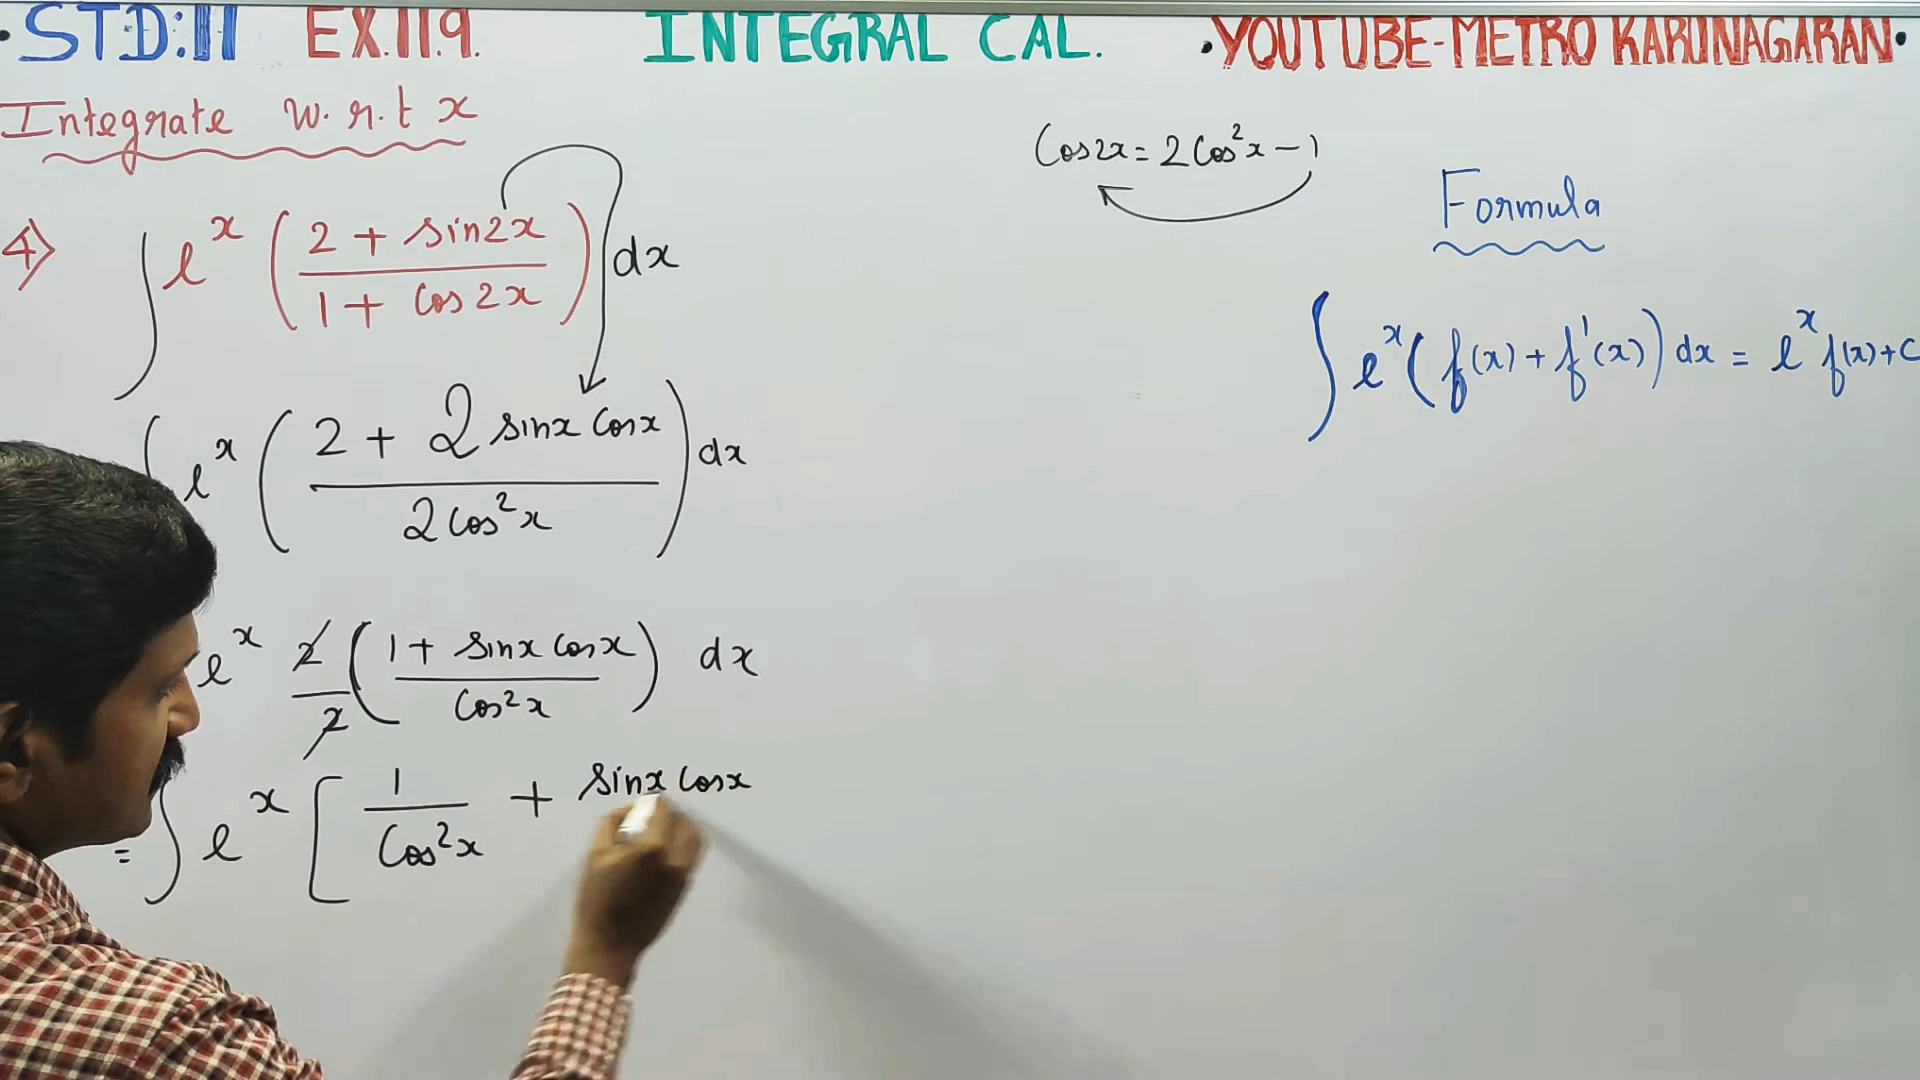 STD:11 EX.11.9. INTEGRAL CAL. •YOUTUBE-METRO KARUNAGARAN•
Integrate w.r.t x
Cos2x = 2Cos²x − 1
Formula
4) ∫ e^x ( (2 + sin2x) / (1 + Cos2x) ) dx
∫ e^x ( f(x) + f'(x) ) dx = e^x f(x) + C
∫ e^x ( (2 + 2 sinx Cosx) / (2Cos²x) ) dx
e^x 2/2 ( (1 + sinx Cosx) / (Cos²x) ) dx
= ∫ e^x [ 1 / Cos²x + sinx Cosx